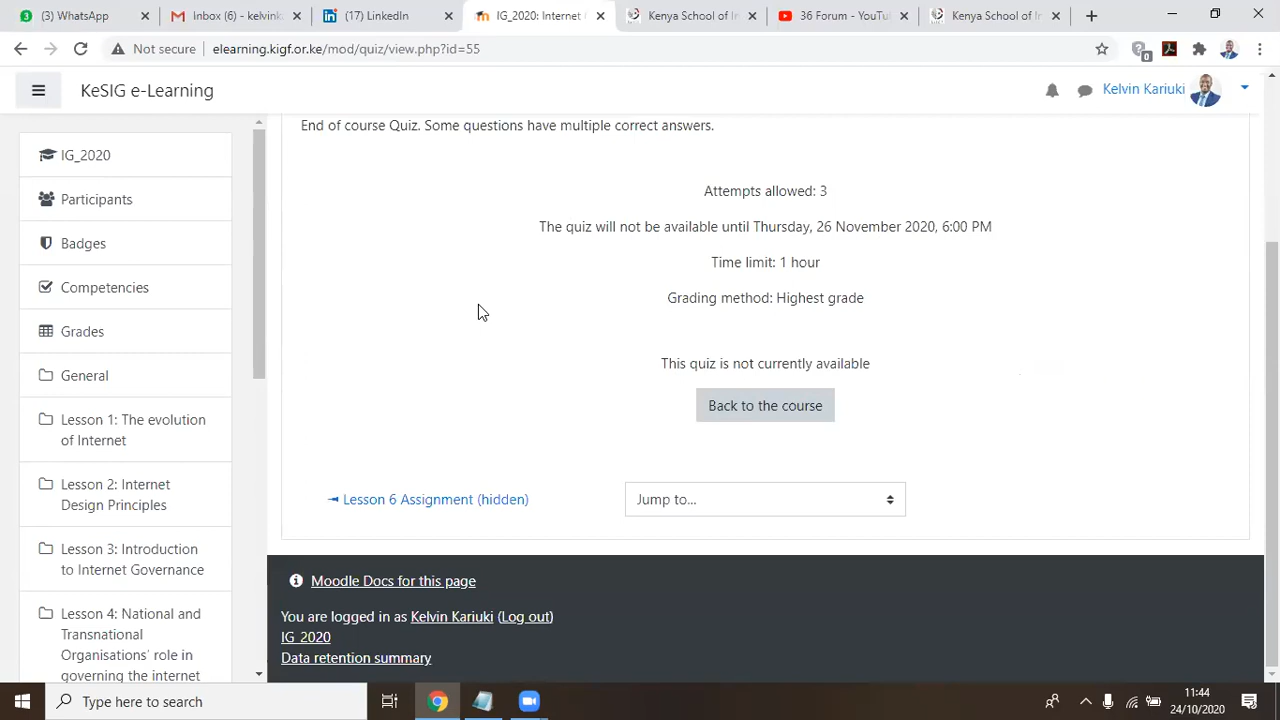 (3) WhatsApp
Inbox (6) - kelvink
(17) LinkedIn
IG_2020: Internet
Kenya School of In
36 Forum - YouTu
Kenya School of In
Not secure
elearning.kigf.or.ke/mod/quiz/view.php?id=55
0
KeSIG e-Learning
Kelvin Kariuki
IG_2020
Participants
Badges
Competencies
Grades
General
Lesson 1: The evolution
of Internet
Lesson 2: Internet
Design Principles
Lesson 3: Introduction
to Internet Governance
Lesson 4: National and
Transnational
Organisations' role in
governing the internet
End of course Quiz. Some questions have multiple correct answers.
Attempts allowed: 3
The quiz will not be available until Thursday, 26 November 2020, 6:00 PM
Time limit: 1 hour
Grading method: Highest grade
This quiz is not currently available
Back to the course
Lesson 6 Assignment (hidden)
Jump to...
Moodle Docs for this page
You are logged in as Kelvin Kariuki (Log out)
IG_2020
Data retention summary
Type here to search
11:44
24/10/2020